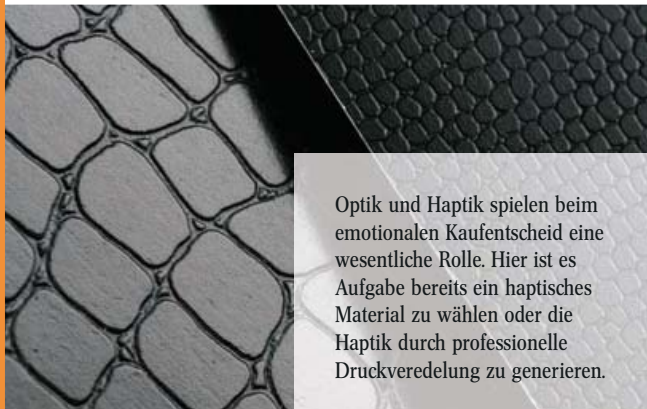 Optik und Haptik spielen beim
emotionalen Kaufentscheid eine
wesentliche Rolle. Hier ist es
Aufgabe bereits ein haptisches
Material zu wählen oder die
Haptik durch professionelle
Druckveredelung zu generieren.